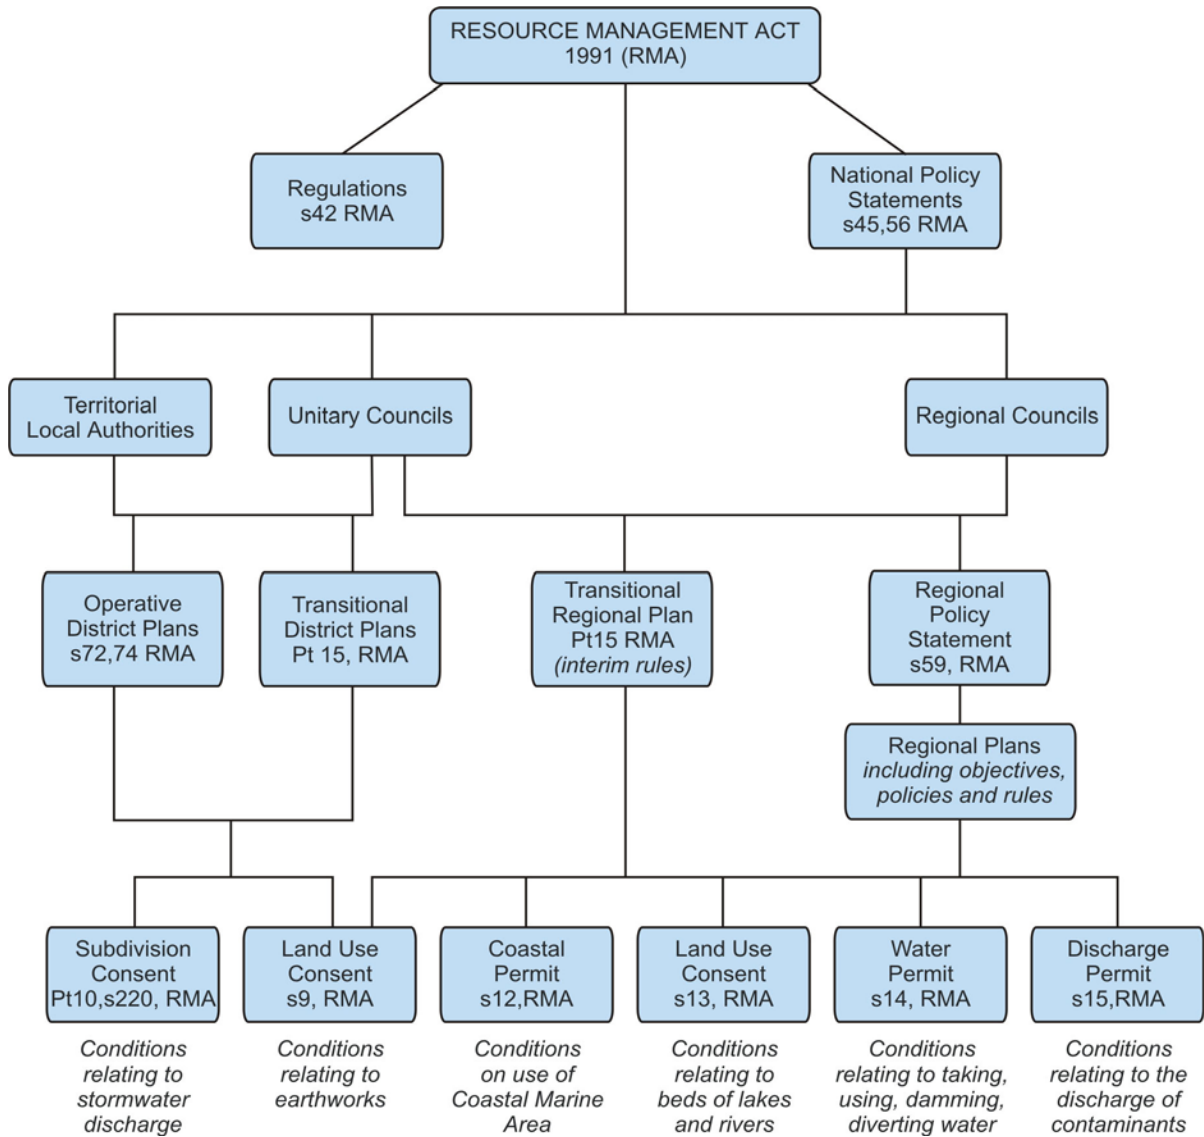 RESOURCE MANAGEMENT ACT
1991 (RMA)
Regulations
s42 RMA
National Policy
Statements
s45,56 RMA
Territorial
Local Authorities
Unitary Councils
Regional Councils
Operative
District Plans
s72,74 RMA
Transitional
District Plans
Pt 15, RMA
Transitional
Regional Plan
Pt15 RMA
(interim rules)
Regional
Policy
Statement
s59, RMA
Regional Plans
including objectives,
policies and rules
Subdivision
Consent
Pt10,s220, RMA
Land Use
Consent
s9, RMA
Coastal
Permit
s12,RMA
Land Use
Consent
s13, RMA
Water
Permit
s14, RMA
Discharge
Permit
s15,RMA
Conditions
relating to
stormwater
discharge
Conditions
relating to
earthworks
Conditions
on use of
Coastal Marine
Area
Conditions
relating to
beds of lakes
and rivers
Conditions
relating to taking,
using, damming,
diverting water
Conditions
relating to the
discharge of
contaminants